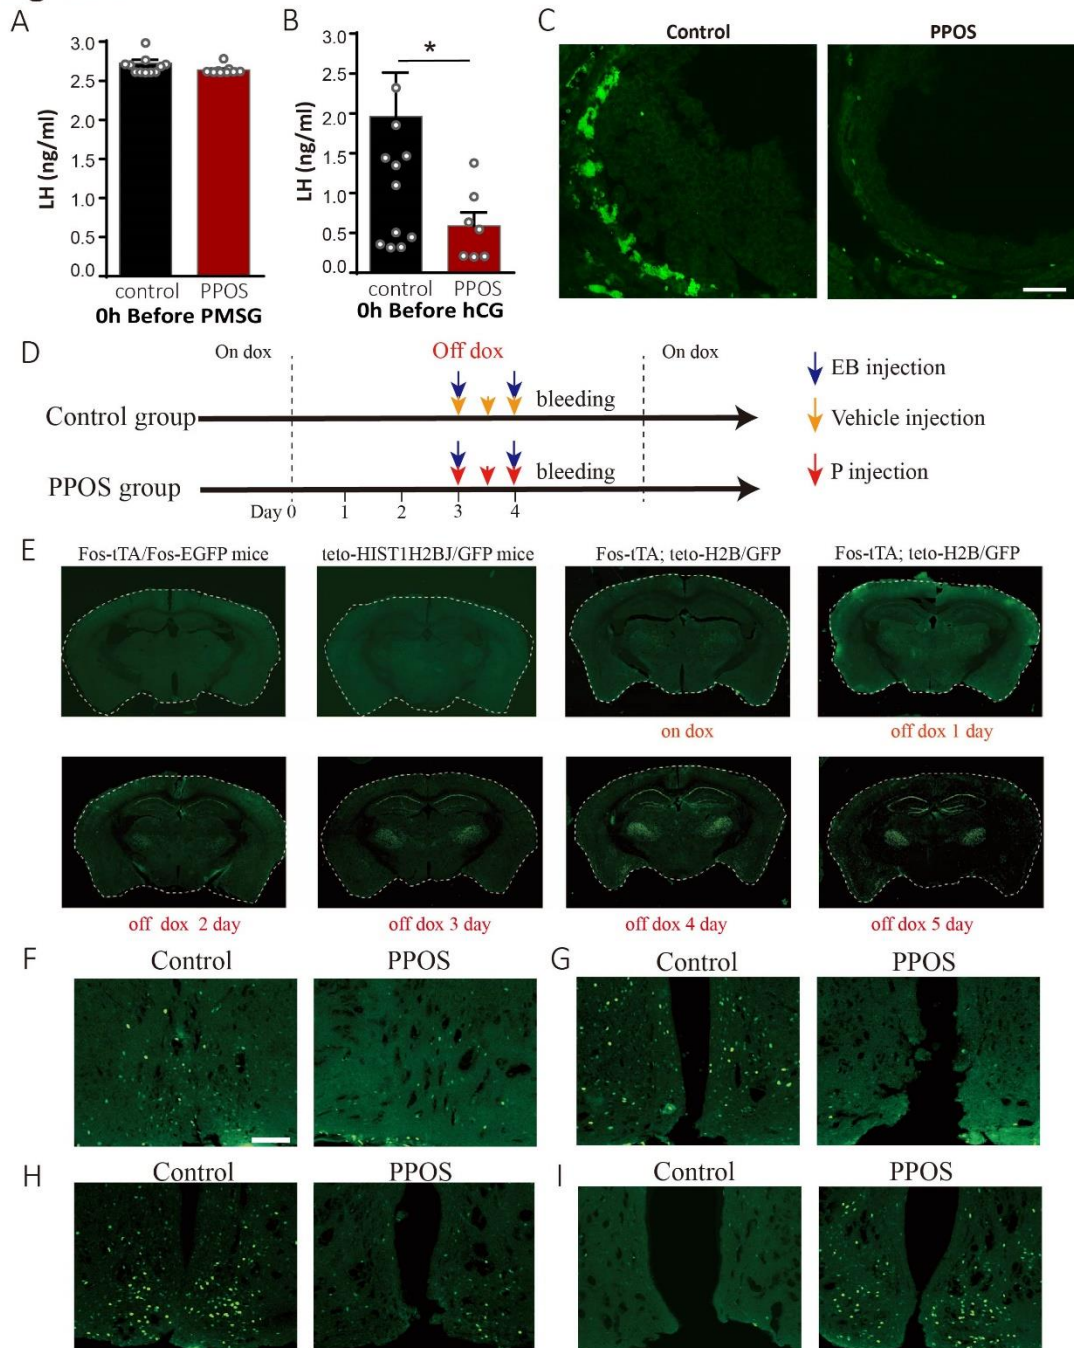 A
B
C
3.0
2.5
2.0
1.5
1.0
0.5
0.0
LH (ng/ml)
control
PPOS
0h Before PMSG
3.0
2.5
2.0
1.5
1.0
0.5
0.0
LH (ng/ml)
*
control
PPOS
0h Before hCG
Control
PPOS
D
On dox
Off dox
On dox
Control group
bleeding
PPOS group
bleeding
Day 0
1
2
3
4
EB injection
Vehicle injection
P injection
E
Fos-tTA/Fos-EGFP mice
teto-HIST1H2BJ/GFP mice
Fos-tTA; teto-H2B/GFP
Fos-tTA; teto-H2B/GFP
on dox
off dox 1 day
off dox 2 day
off dox 3 day
off dox 4 day
off dox 5 day
F
Control
PPOS
G
Control
PPOS
H
Control
PPOS
I
Control
PPOS